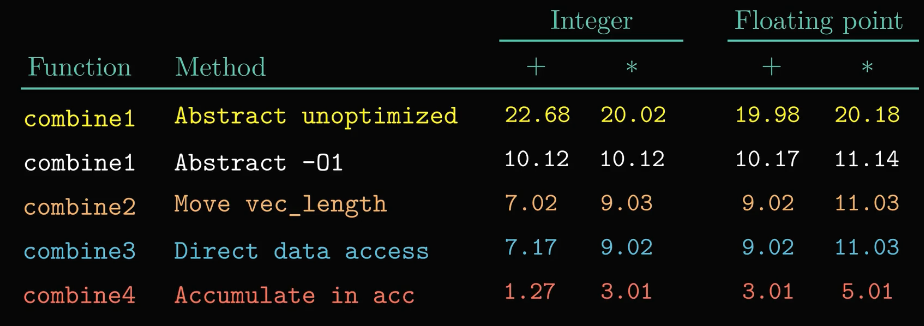 Integer Floating point
Function Method + * + *
combine1 Abstract unoptimized 22.68 20.02 19.98 20.18
combine1 Abstract -O1 10.12 10.12 10.17 11.14
combine2 Move vec_length 7.02 9.03 9.02 11.03
combine3 Direct data access 7.17 9.02 9.02 11.03
combine4 Accumulate in acc 1.27 3.01 3.01 5.01